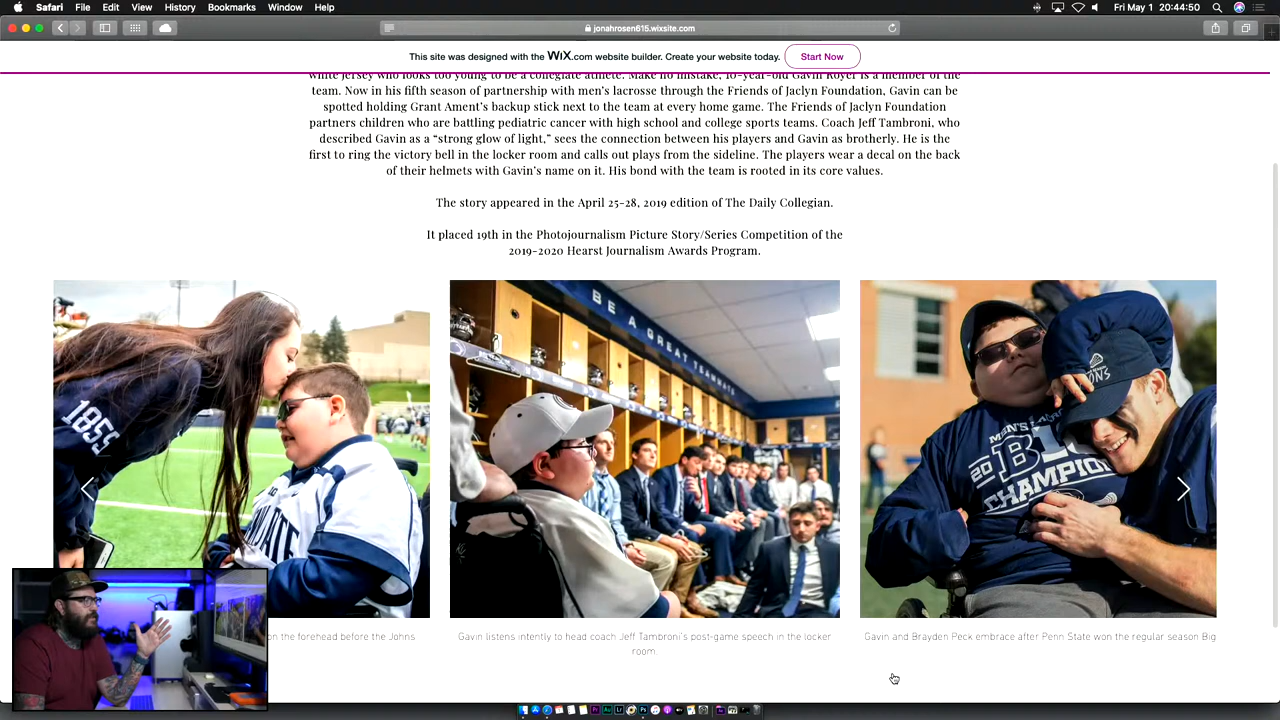 Safari File Edit View History Bookmarks Window Help
Fri May 1 20:44:50
jonahrosen615.wixsite.com
This site was designed with the WiX.com website builder. Create your website today. Start Now
white jersey who looks too young to be a collegiate athlete. Make no mistake, 10-year-old Gavin Royer is a member of the
team. Now in his fifth season of partnership with men's lacrosse through the Friends of Jaclyn Foundation, Gavin can be
spotted holding Grant Ament's backup stick next to the team at every home game. The Friends of Jaclyn Foundation
partners children who are battling pediatric cancer with high school and college sports teams. Coach Jeff Tambroni, who
described Gavin as a “strong glow of light,” sees the connection between his players and Gavin as brotherly. He is the
first to ring the victory bell in the locker room and calls out plays from the sideline. The players wear a decal on the back
of their helmets with Gavin's name on it. His bond with the team is rooted in its core values.
The story appeared in the April 25-28, 2019 edition of The Daily Collegian.
It placed 19th in the Photojournalism Picture Story/Series Competition of the
2019-2020 Hearst Journalism Awards Program.
1855
BE A GREAT TEAMMATE
MEN'S
20
CHAMPION
on the forehead before the Johns
Gavin listens intently to head coach Jeff Tambroni's post-game speech in the locker
room.
Gavin and Brayden Peck embrace after Penn State won the regular season Big